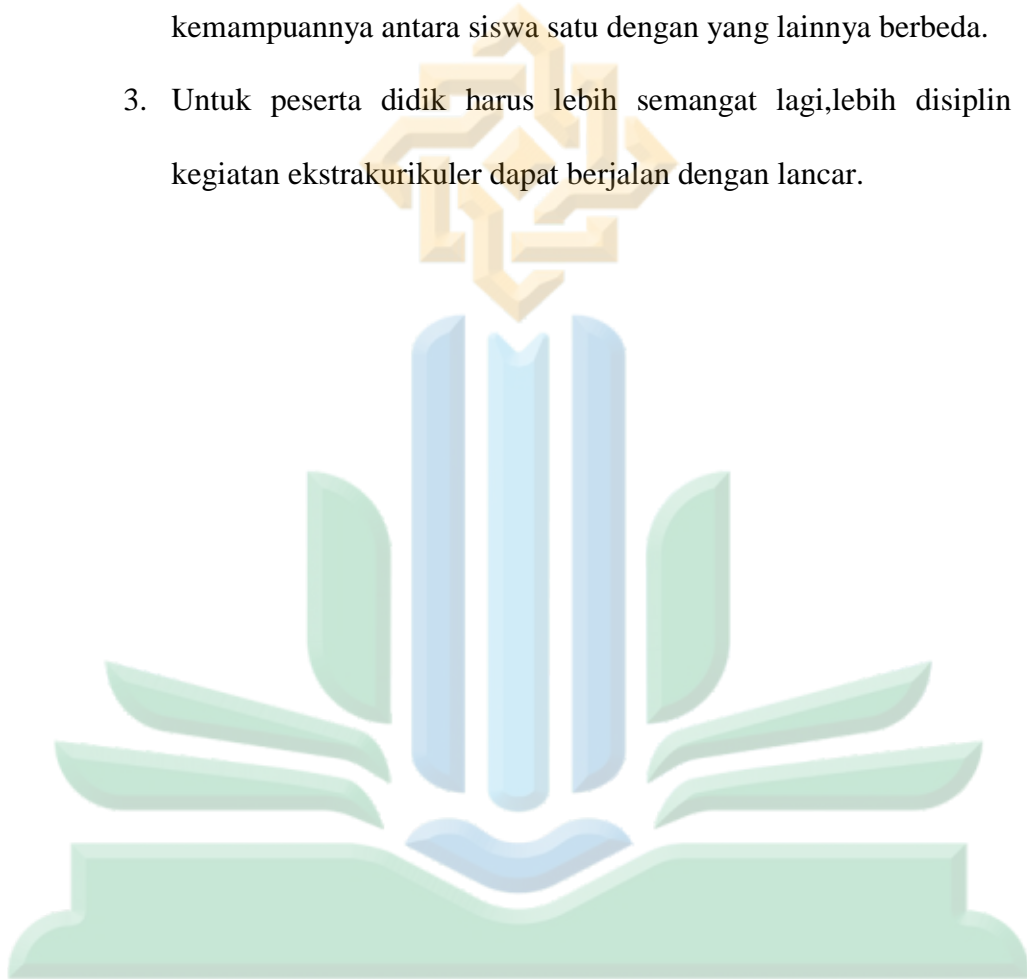 kemampuannya antara siswa satu dengan yang lainnya berbeda.
3. Untuk peserta didik harus lebih semangat lagi,lebih disiplin
kegiatan ekstrakurikuler dapat berjalan dengan lancar.